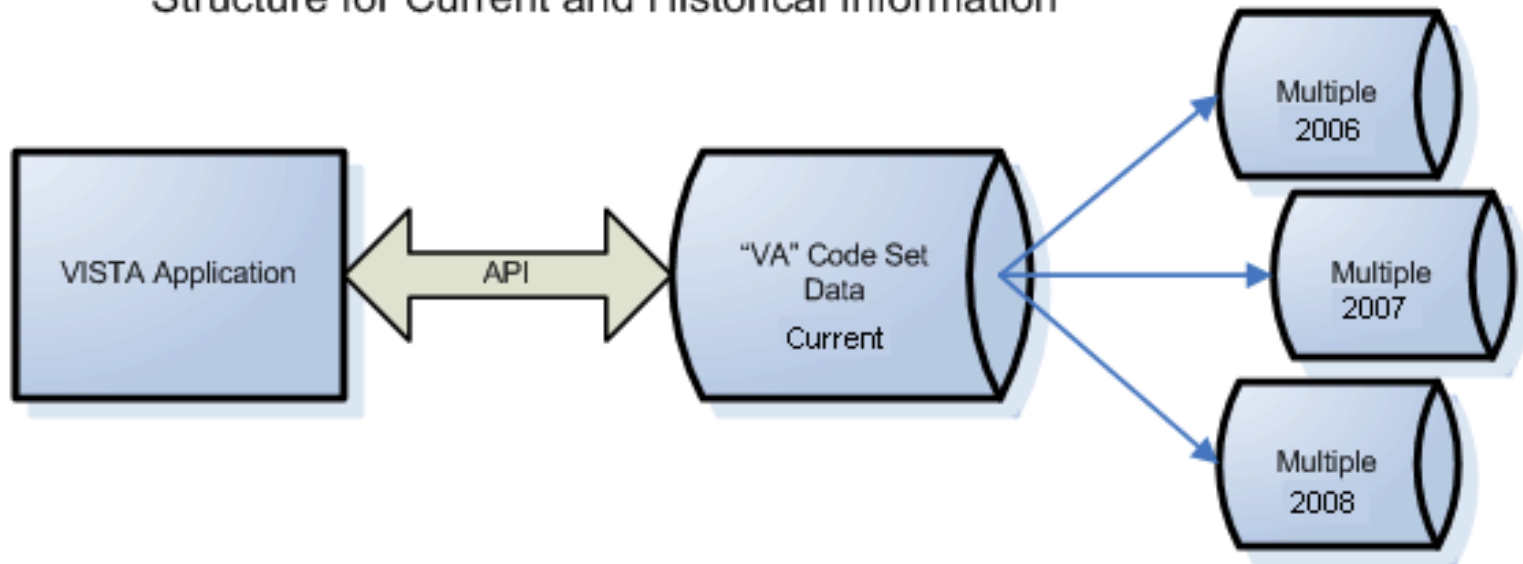 Structure for Current and Historical Information
VISTA Application
API
“VA” Code Set
Data
Current
Multiple
2006
Multiple
2007
Multiple
2008